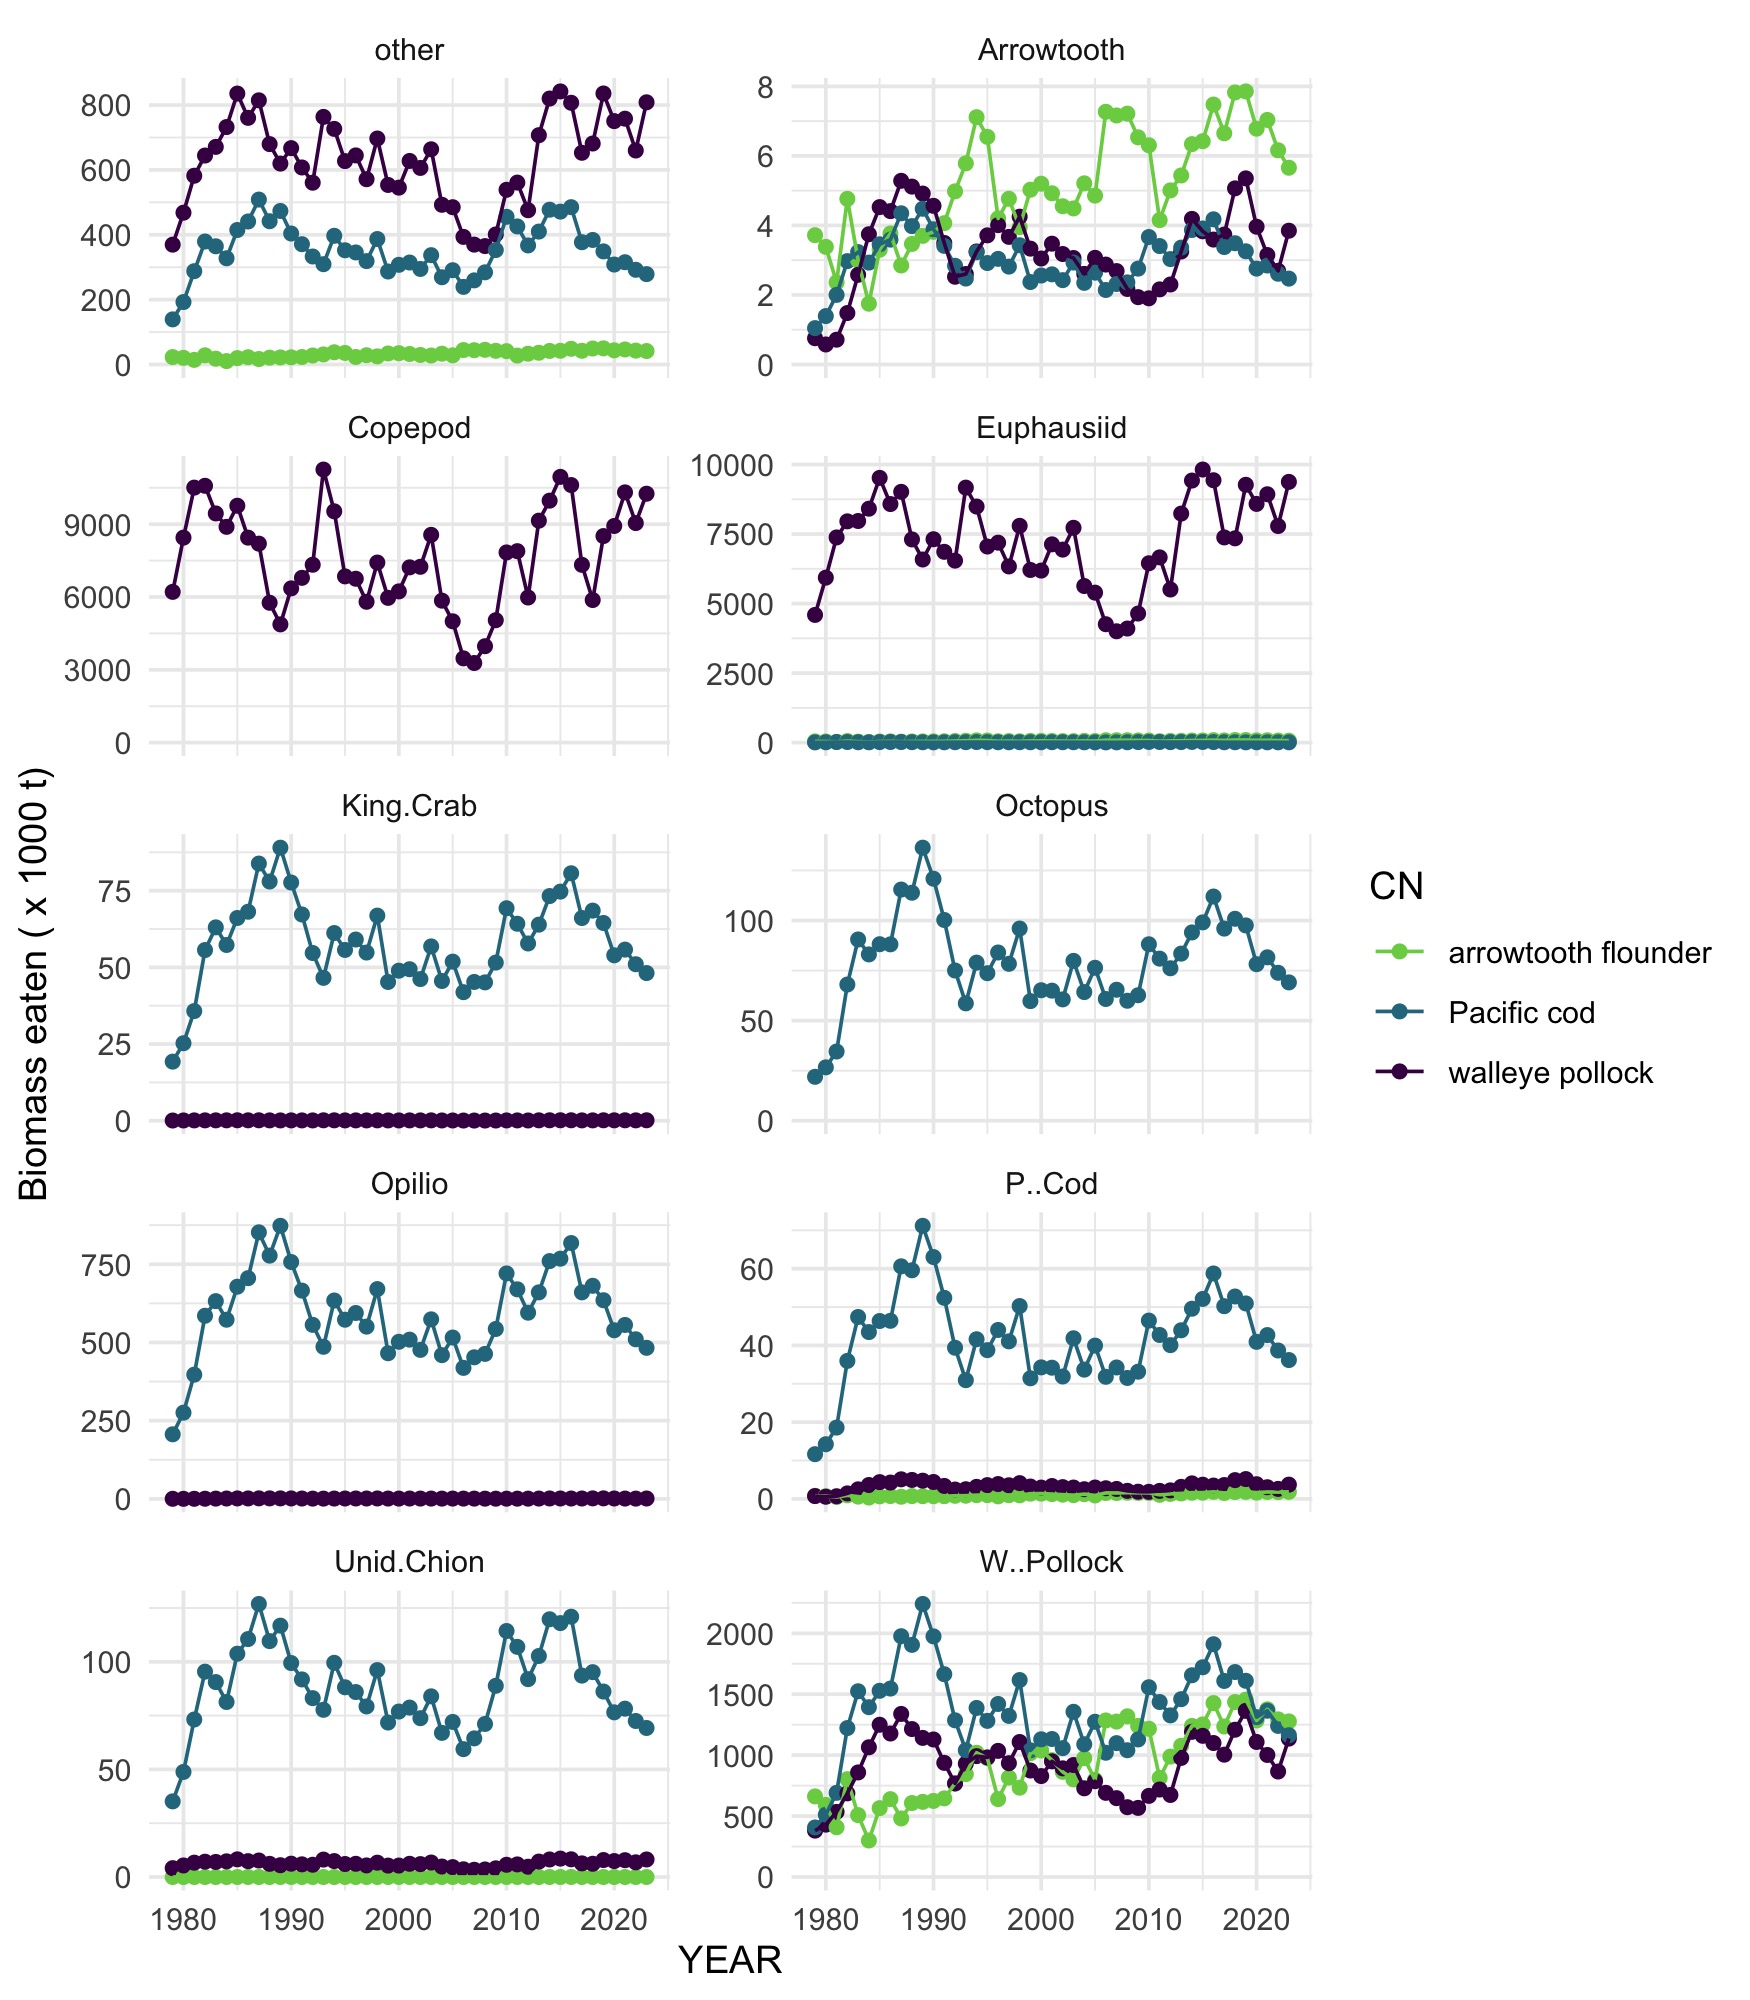 other
Arrowtooth
800
600
400
200
0
8
6
4
2
0
Copepod
Euphausiid
9000
6000
3000
0
10000
7500
5000
2500
0
King.Crab
Octopus
75
50
25
0
100
50
0
Opilio
P..Cod
750
500
250
0
60
40
20
0
Unid.Chion
W..Pollock
100
50
0
2000
1500
1000
500
0
1980 1990 2000 2010 2020
1980 1990 2000 2010 2020
YEAR
Biomass eaten ( x 1000 t)
CN
arrowtooth flounder
Pacific cod
walleye pollock